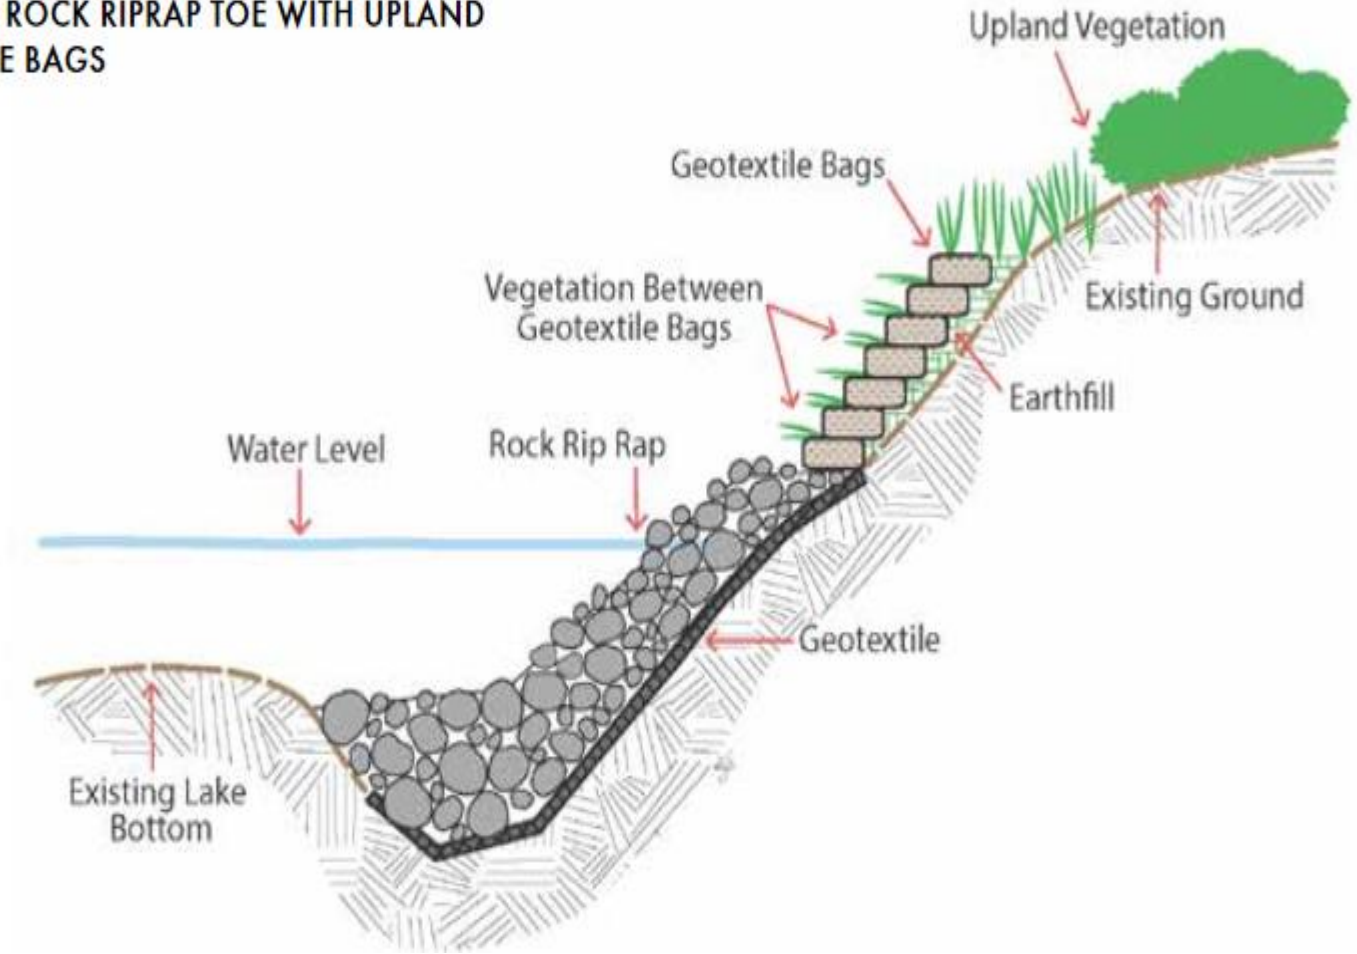 ROCK RIPRAP TOE WITH UPLAND
E BAGS
Upland Vegetation
Geotextile Bags
Vegetation Between
Geotextile Bags
Existing Ground
Earthfill
Water Level
Rock Rip Rap
Geotextile
Existing Lake
Bottom